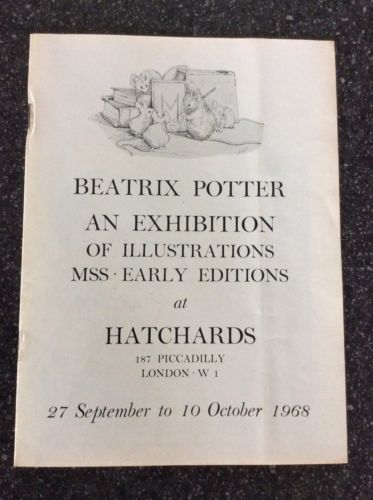 M
BEATRIX POTTER
AN EXHIBITION
OF ILLUSTRATIONS
MSS · EARLY EDITIONS
at
HATCHARDS
187 PICCADILLY
LONDON · W 1
27 September to 10 October 1968